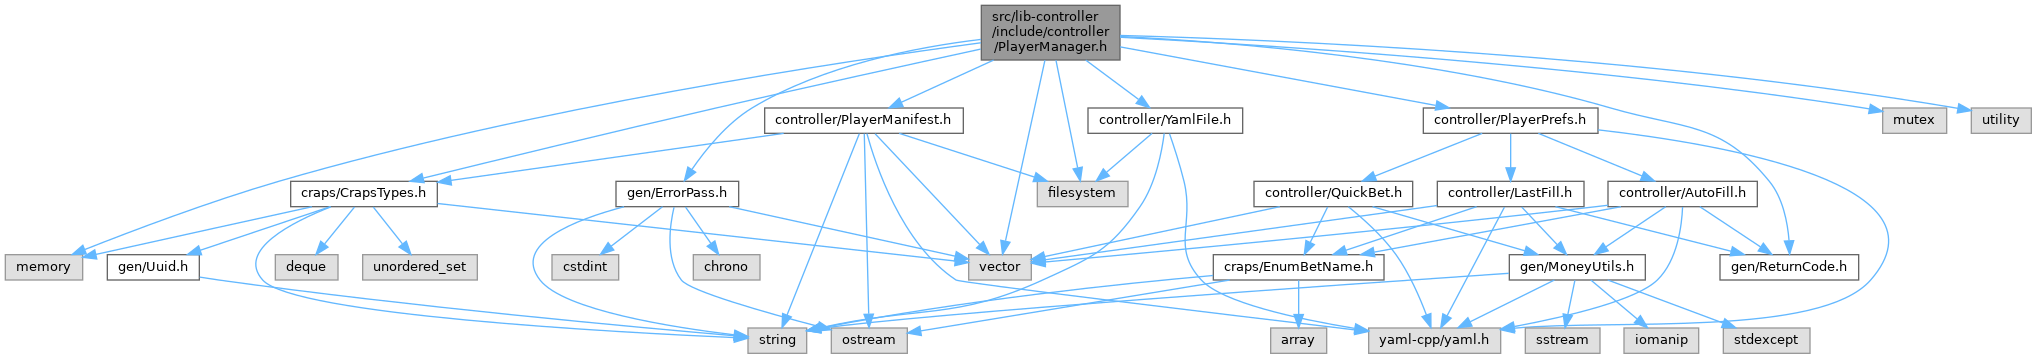 src/lib-controller
/include/controller
/PlayerManager.h
controller/PlayerManifest.h
controller/YamlFile.h
controller/PlayerPrefs.h
mutex
utility
craps/CrapsTypes.h
gen/ErrorPass.h
filesystem
controller/QuickBet.h
controller/LastFill.h
controller/AutoFill.h
memory
gen/Uuid.h
deque
unordered_set
cstdint
chrono
vector
craps/EnumBetName.h
gen/MoneyUtils.h
gen/ReturnCode.h
string
ostream
array
yaml-cpp/yaml.h
sstream
iomanip
stdexcept